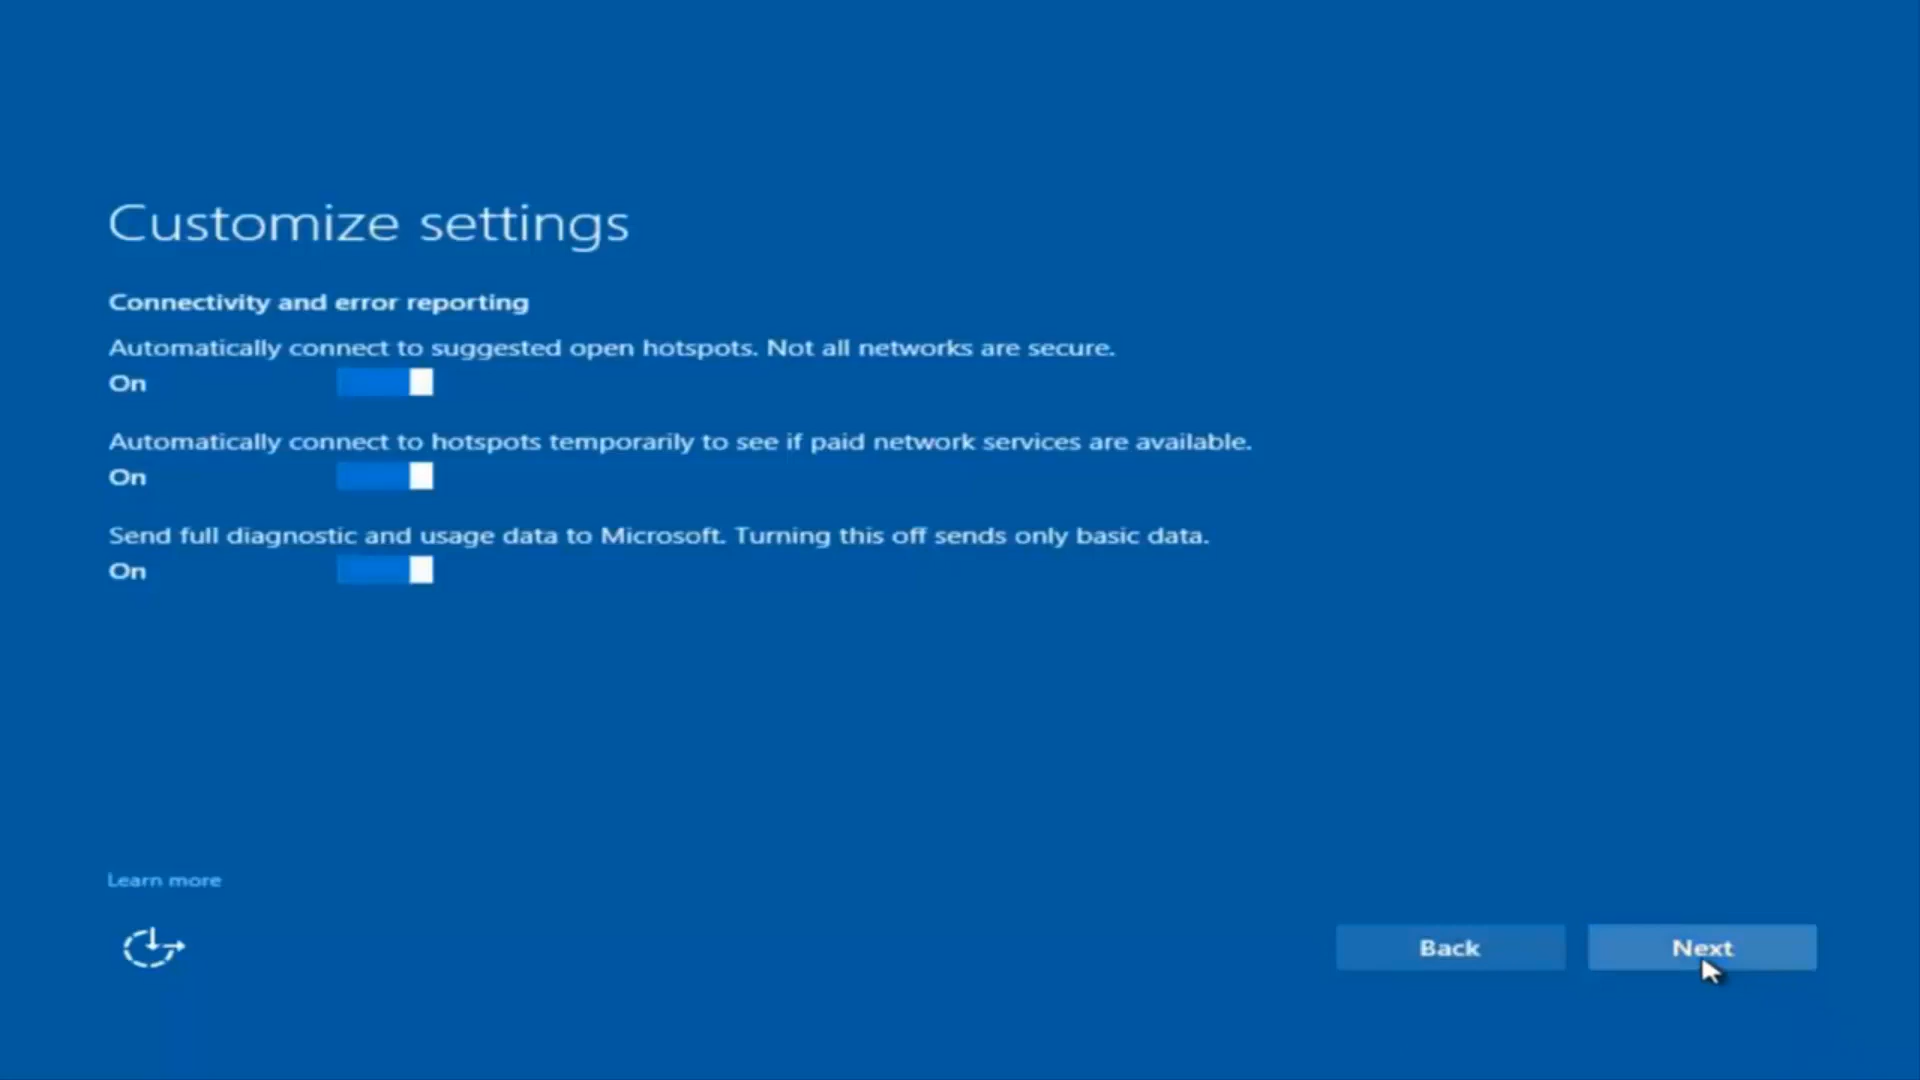 Customize settings
Connectivity and error reporting
Automatically connect to suggested open hotspots. Not all networks are secure.
On
Automatically connect to hotspots temporarily to see if paid network services are available.
On
Send full diagnostic and usage data to Microsoft. Turning this off sends only basic data.
On
Learn more
Back
Next